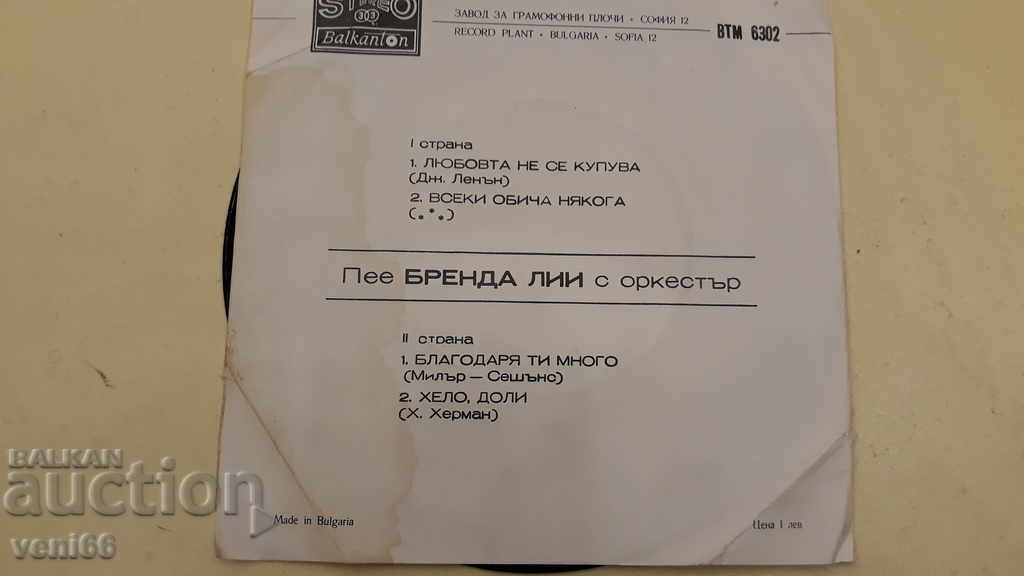 STEREO
33
Balkanton
ЗАВОД ЗА ГРАМОФОННИ ПЛОЧИ • СОФИЯ 12
RECORD PLANT • BULGARIA • SOFIA 12
ВТМ 6302
I страна
1. ЛЮБОВТА НЕ СЕ КУПУВА
(Дж. Ленън)
2. ВСЕКИ ОБИЧА НЯКОГА
(.*.)
Пее БРЕНДА ЛИИ с оркестър
II страна
1. БЛАГОДАРЯ ТИ МНОГО
(Милър – Сешънс)
2. ХЕЛО, ДОЛИ
(Х. Херман)
Made in Bulgaria
Цена 1 лев
BALKAN
auction
veni66